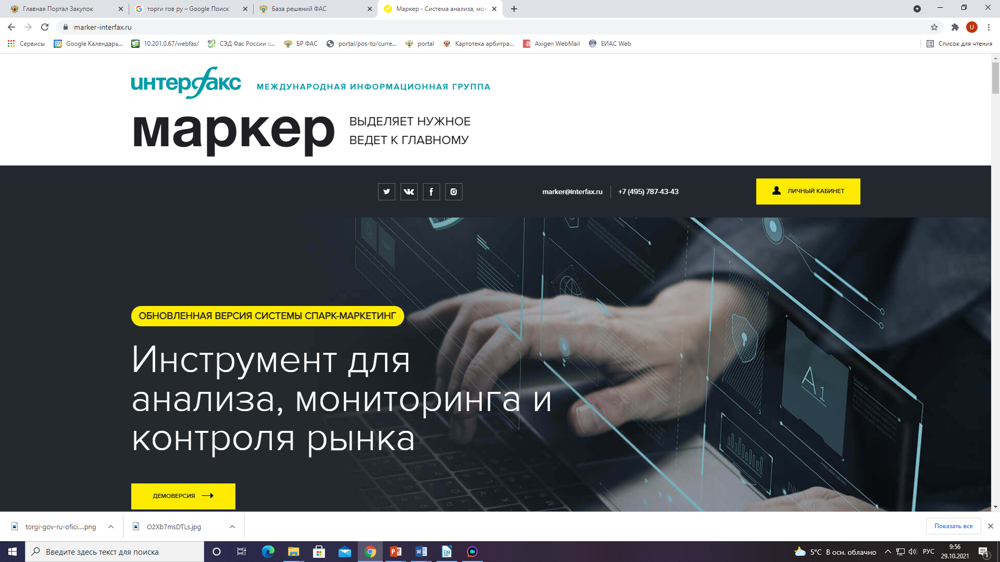 Главная Портал Закупок
торги гов ру – Google Поиск
База решений ФАС
Маркер - Система анализа, мон
marker-interfax.ru
U
Сервисы
Google Календарь...
10.201.0.67/webfas/
СЭД Фас России ::...
БР ФАС
portal/pos-to/curre...
portal
Картотека арбитра...
Axigen WebMail
ЕИАС Web
Список для чтения
интерфакс
МЕЖДУНАРОДНАЯ ИНФОРМАЦИОННАЯ ГРУППА
маркер
ВЫДЕЛЯЕТ НУЖНОЕ
ВЕДЕТ К ГЛАВНОМУ
marker@interfax.ru
+7 (495) 787-43-43
ЛИЧНЫЙ КАБИНЕТ
ОБНОВЛЕННАЯ ВЕРСИЯ СИСТЕМЫ СПАРК-МАРКЕТИНГ
Инструмент для
анализа, мониторинга и
контроля рынка
A1
ДЕМОВЕРСИЯ
torgi-gov-ru-ofici....png
O2Xb7msDTLs.jpg
Показать все
Введите здесь текст для поиска
5°C В осн. облачно
РУС
9:56
29.10.2021
1